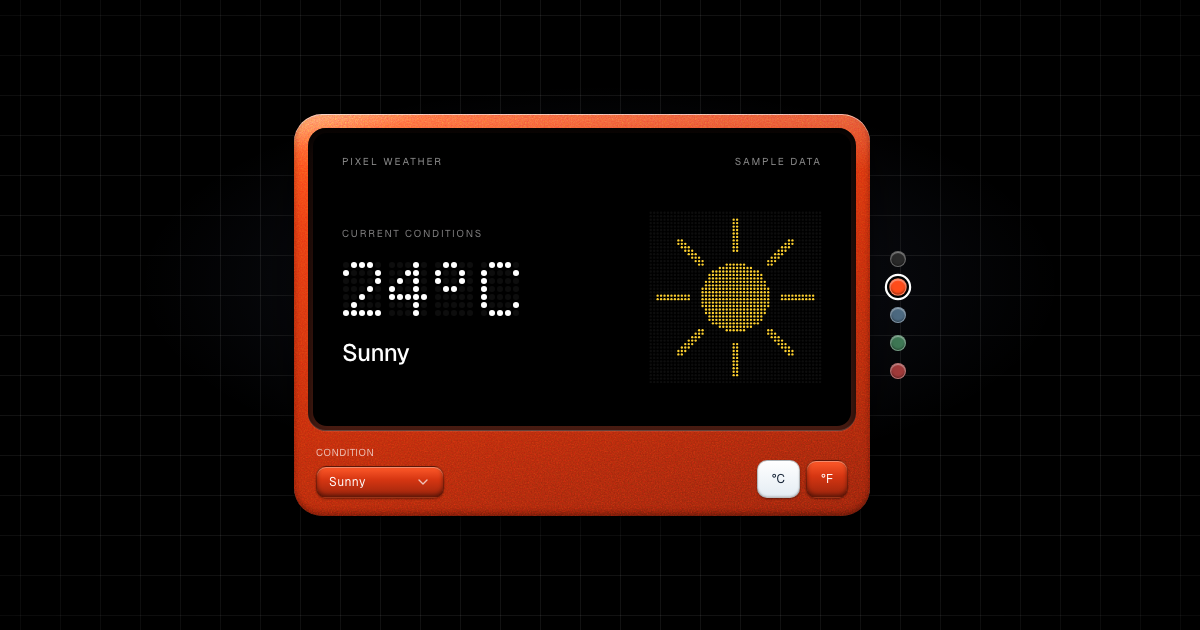 PIXEL WEATHER
SAMPLE DATA
CURRENT CONDITIONS
24°C
Sunny
CONDITION
Sunny
°C
°F